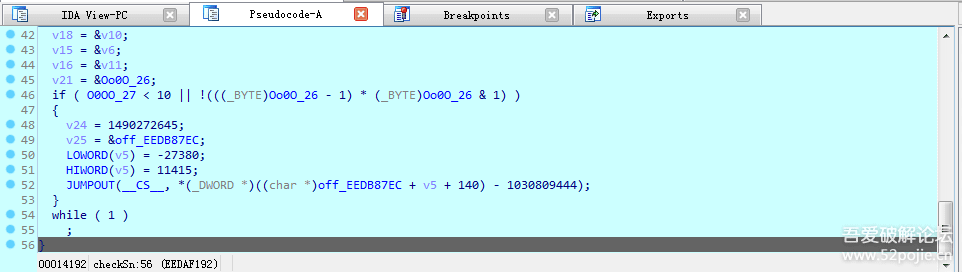 IDA View-PC
Pseudocode-A
Breakpoints
Exports
42 v18 = &v10;
43 v15 = &v6;
44 v16 = &v11;
45 v21 = &Oo0O_26;
46 if ( O0OO_27 < 10 || !(((_BYTE)Oo0O_26 - 1) * (_BYTE)Oo0O_26 & 1) )
47 {
48 v24 = 1490272645;
49 v25 = &off_EEDB87EC;
50 LOWORD(v5) = -27380;
51 HIWORD(v5) = 11415;
52 JUMPOUT(__CS__, *(_DWORD *)((char *)off_EEDB87EC + v5 + 140) - 1030809444);
53 }
54 while ( 1 )
55 ;
56 }
00014192 checkSn:56 (EEDAF192)
吾爱破解论坛
www.52pojie.cn